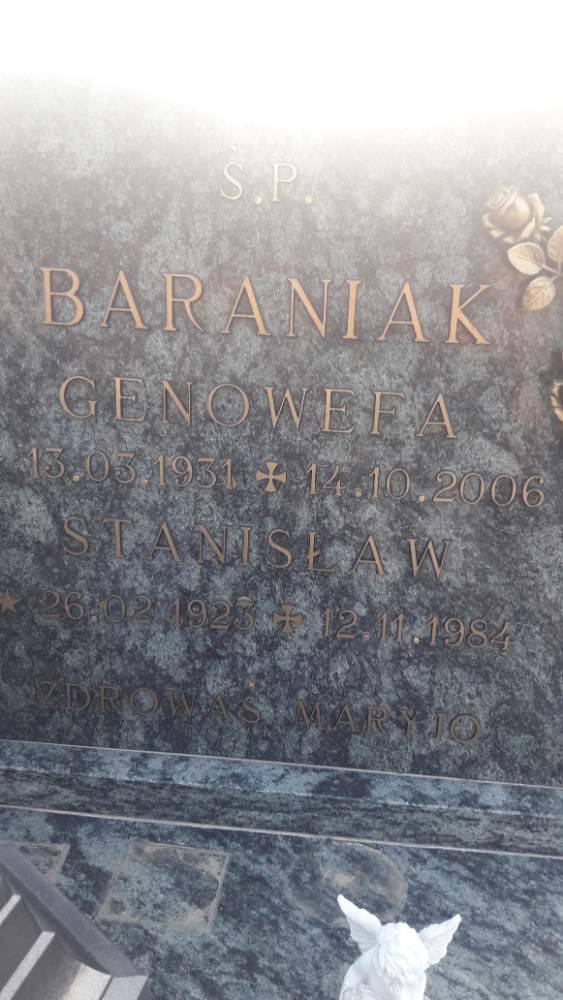 Ś.P.
BARANIAK
GENOWEFA
13.03.1931 ✠ 14.10.2006
STANISŁAW
★ 26.02.1923 ✠ 12.11.1984
ZDROWAŚ MARYJO